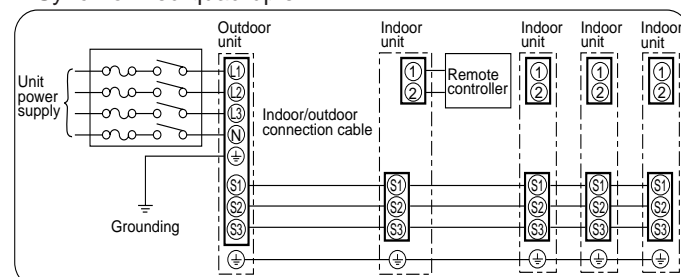 Outdoor
unit
Indoor
unit
Indoor
unit
Indoor
unit
Indoor
unit
Unit
power
supply
L1
L2
L3
N
S1
S2
S3
Grounding
Indoor/outdoor
connection cable
1
2
Remote
controller
S1
S2
S3
1
2
S1
S2
S3
1
2
S1
S2
S3
1
2
S1
S2
S3